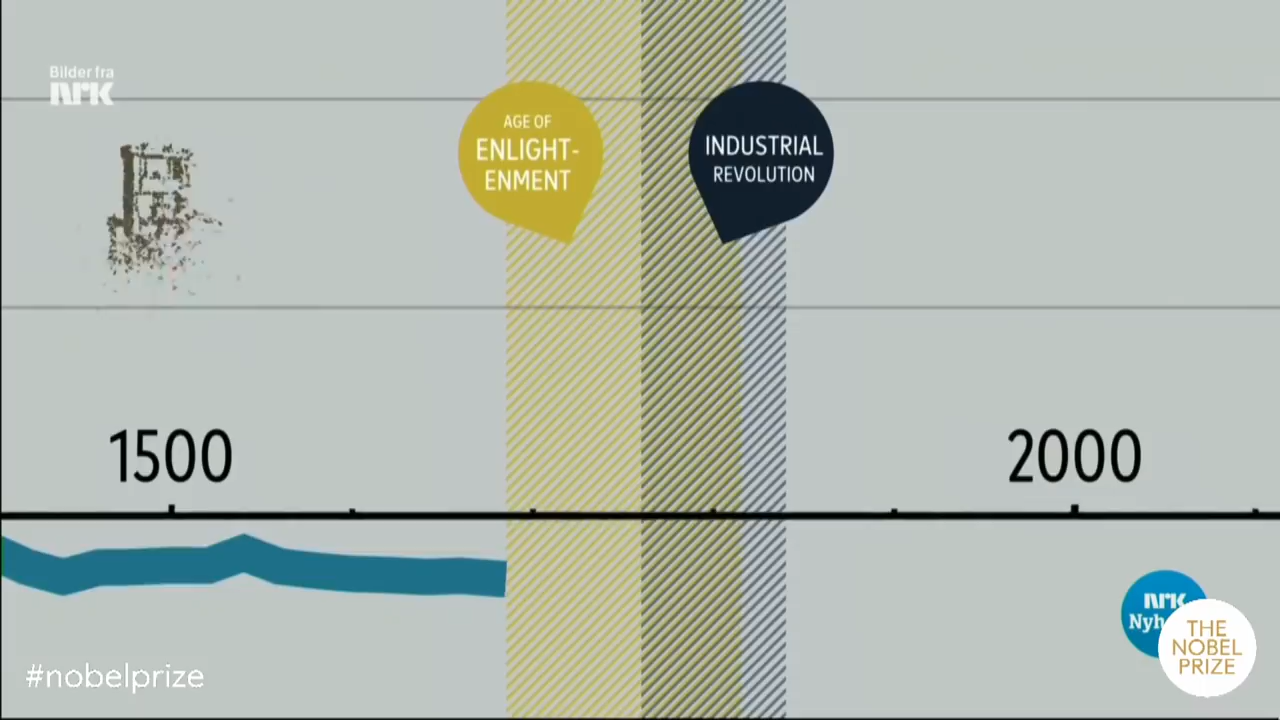 Bilder fra
nrk
AGE OF
ENLIGHT-
ENMENT
INDUSTRIAL
REVOLUTION
1500
2000
nrk
THE
NOBEL
PRIZE
#nobelprize